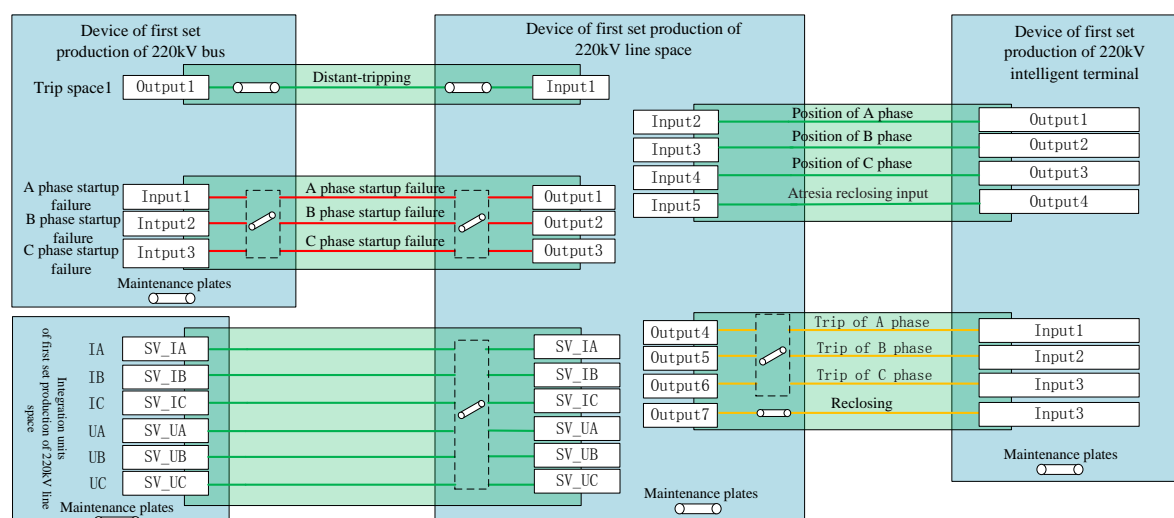 Device of first set
production of 220kV bus
Trip space1
Output1
Distant-tripping
A phase startup
failure
B phase startup
failure
C phase startup
failure
Input1
Intput2
Intput3
A phase startup failure
B phase startup failure
C phase startup failure
Maintenance plates
Device of first set production of
220kV line space
Input1
Output1
Output2
Output3
Input2
Input3
Input4
Input5
Position of A phase
Position of B phase
Position of C phase
Atresia reclosing input
Device of first set
production of 220kV
intelligent terminal
Output1
Output2
Output3
Output4
Integration units
of first set production of 220kV line
space
IA
IB
IC
UA
UB
UC
SV_IA
SV_IB
SV_IC
SV_UA
SV_UB
SV_UC
Maintenance plates
SV_IA
SV_IB
SV_IC
SV_UA
SV_UB
SV_UC
Output4
Output5
Output6
Output7
Trip of A phase
Trip of B phase
Trip of C phase
Reclosing
Maintenance plates
Input1
Input2
Input3
Input3
Maintenance plates